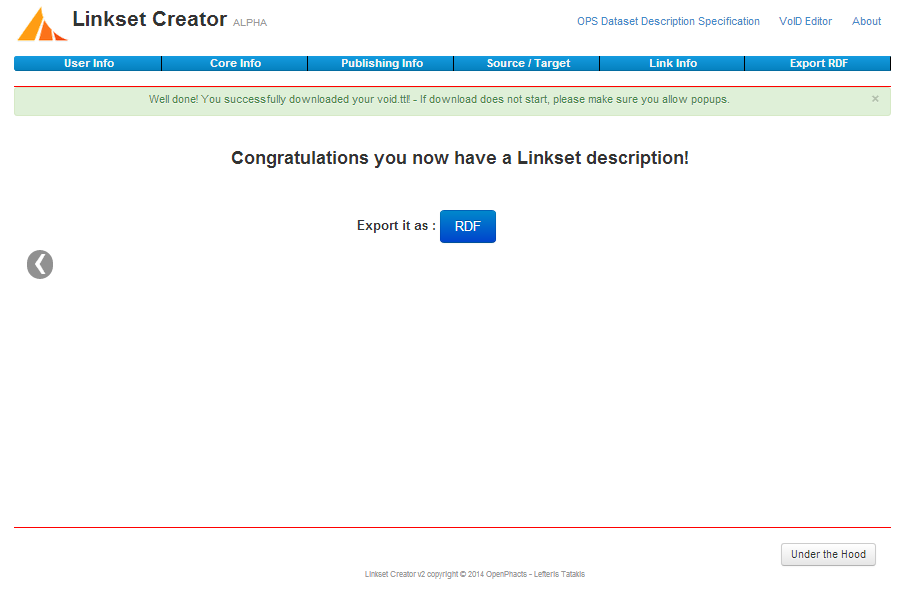 Linkset Creator ALPHA
OPS Dataset Description Specification VoID Editor About
User Info Core Info Publishing Info Source / Target Link Info Export RDF
Well done! You successfully downloaded your void.ttl! - If download does not start, please make sure you allow popups. ×
Congratulations you now have a Linkset description!
Export it as : RDF
Under the Hood
Linkset Creator v2 copyright © 2014 OpenPhacts - Lefteris Tatakis